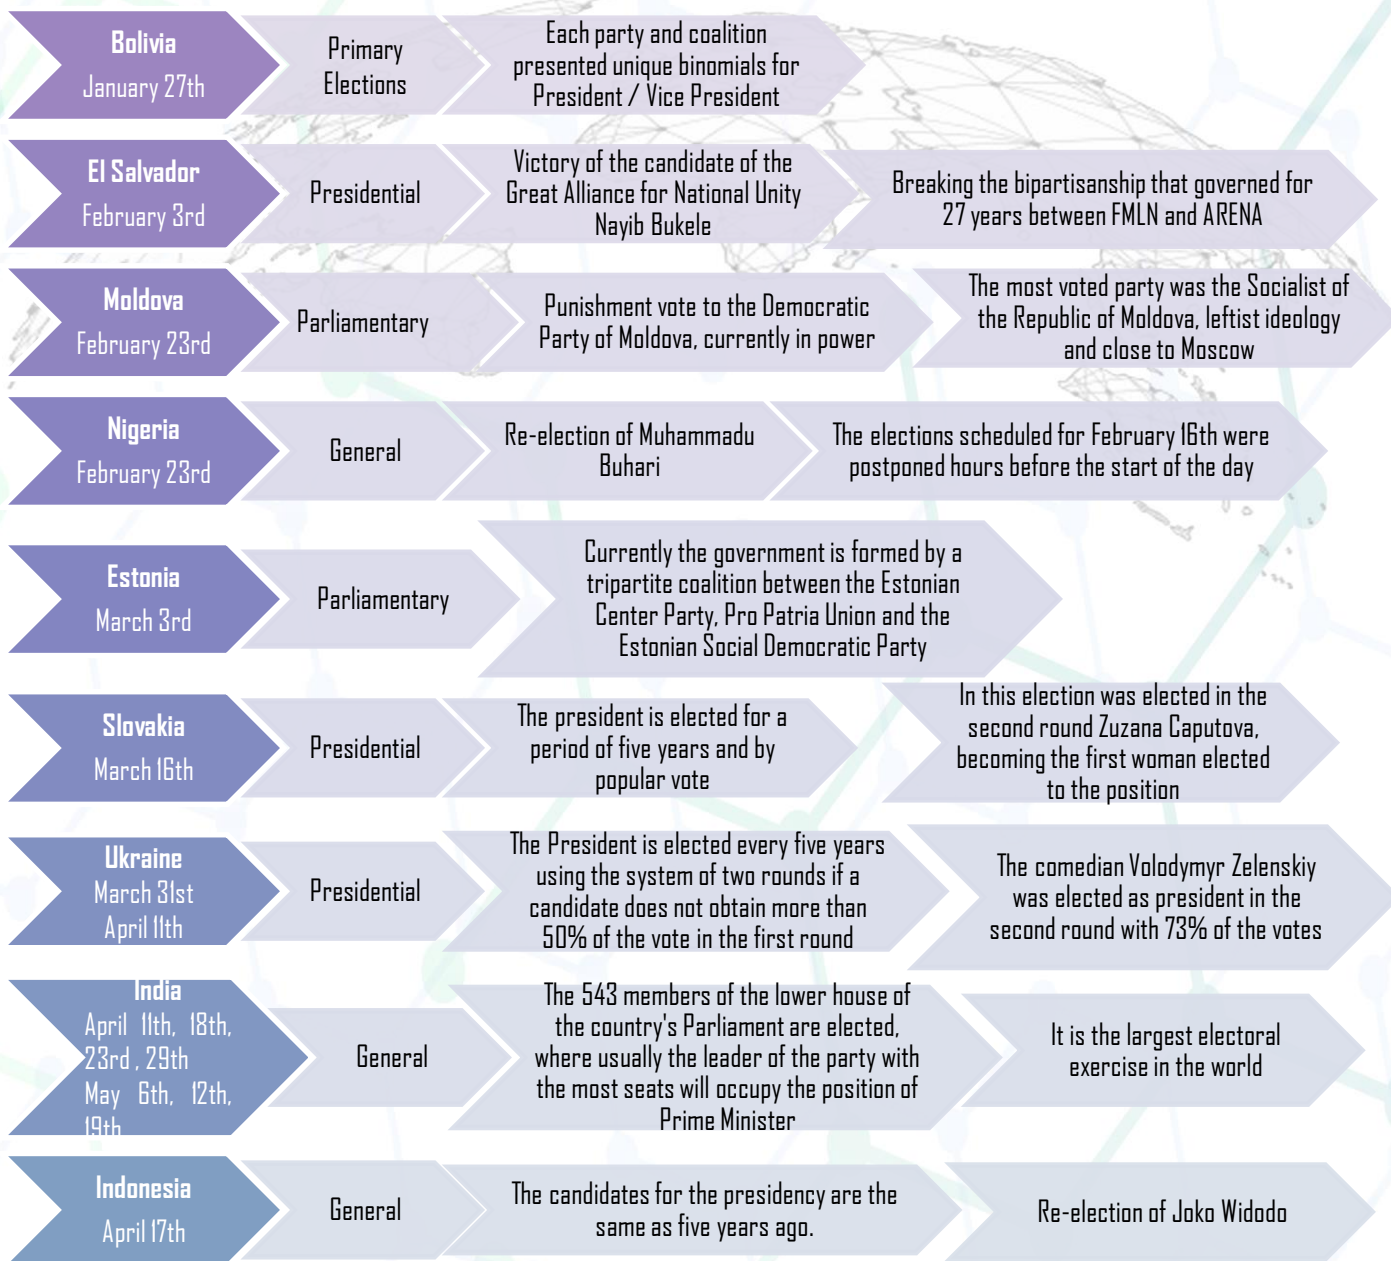 Bolivia
January 27th
Primary
Elections
Each party and coalition
presented unique binomials for
President / Vice President
El Salvador
February 3rd
Presidential
Victory of the candidate of the
Great Alliance for National Unity
Nayib Bukele
Breaking the bipartisanship that governed for
27 years between FMLN and ARENA
Moldova
February 23rd
Parliamentary
Punishment vote to the Democratic
Party of Moldova, currently in power
The most voted party was the Socialist of
the Republic of Moldova, leftist ideology
and close to Moscow
Nigeria
February 23rd
General
Re-election of Muhammadu
Buhari
The elections scheduled for February 16th were
postponed hours before the start of the day
Estonia
March 3rd
Parliamentary
Currently the government is formed by a
tripartite coalition between the Estonian
Center Party, Pro Patria Union and the
Estonian Social Democratic Party
Slovakia
March 16th
Presidential
The president is elected for a
period of five years and by
popular vote
In this election was elected in the
second round Zuzana Caputova,
becoming the first woman elected
to the position
Ukraine
March 31st
April 11th
Presidential
The President is elected every five years
using the system of two rounds if a
candidate does not obtain more than
50% of the vote in the first round
The comedian Volodymyr Zelenskiy
was elected as president in the
second round with 73% of the votes
India
April 11th, 18th,
23rd , 29th
May 6th, 12th,
19th
General
The 543 members of the lower house of
the country's Parliament are elected,
where usually the leader of the party with
the most seats will occupy the position of
Prime Minister
It is the largest electoral
exercise in the world
Indonesia
April 17th
General
The candidates for the presidency are the
same as five years ago.
Re-election of Joko Widodo